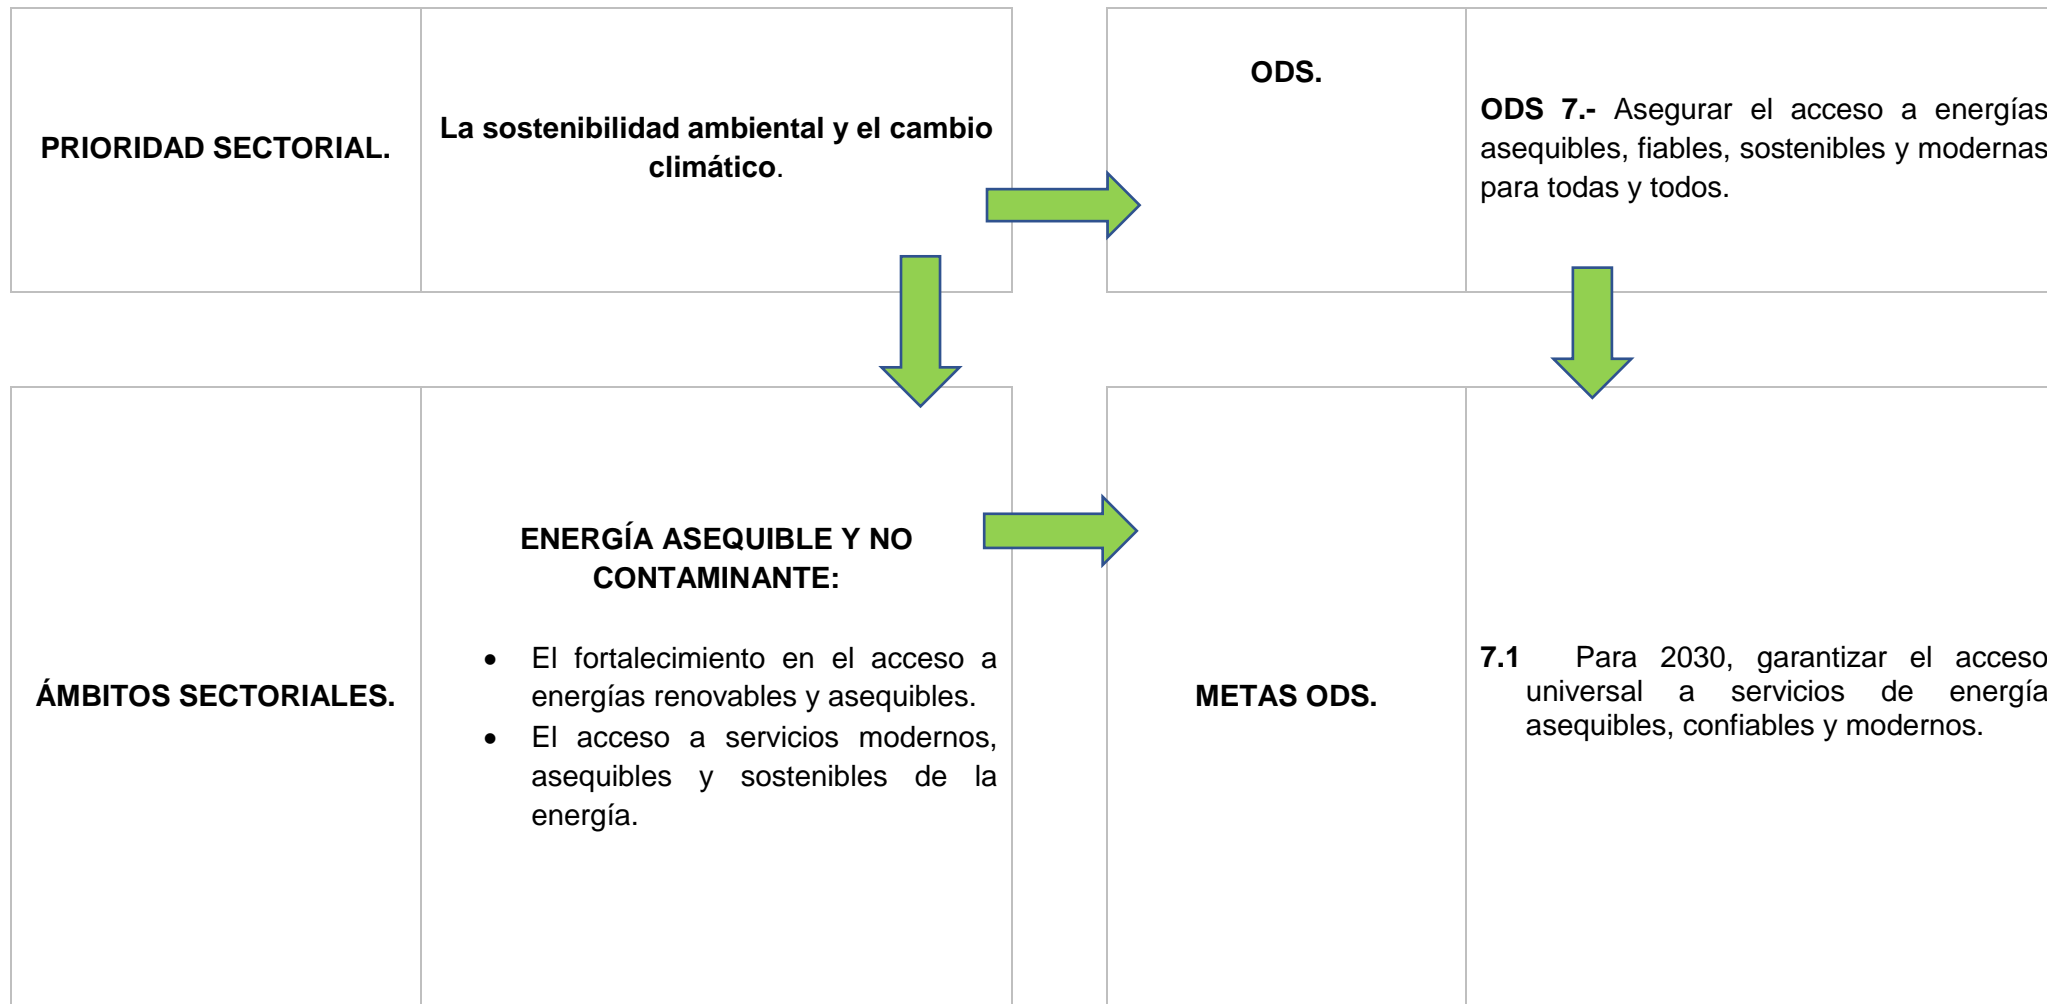 PRIORIDAD SECTORIAL.
La sostenibilidad ambiental y el cambio
climático.
ODS.
ODS 7.- Asegurar el acceso a energías
asequibles, fiables, sostenibles y modernas
para todas y todos.
ÁMBITOS SECTORIALES.
ENERGÍA ASEQUIBLE Y NO
CONTAMINANTE:
• El fortalecimiento en el acceso a
energías renovables y asequibles.
• El acceso a servicios modernos,
asequibles y sostenibles de la
energía.
METAS ODS.
7.1 Para 2030, garantizar el acceso
universal a servicios de energía
asequibles, confiables y modernos.